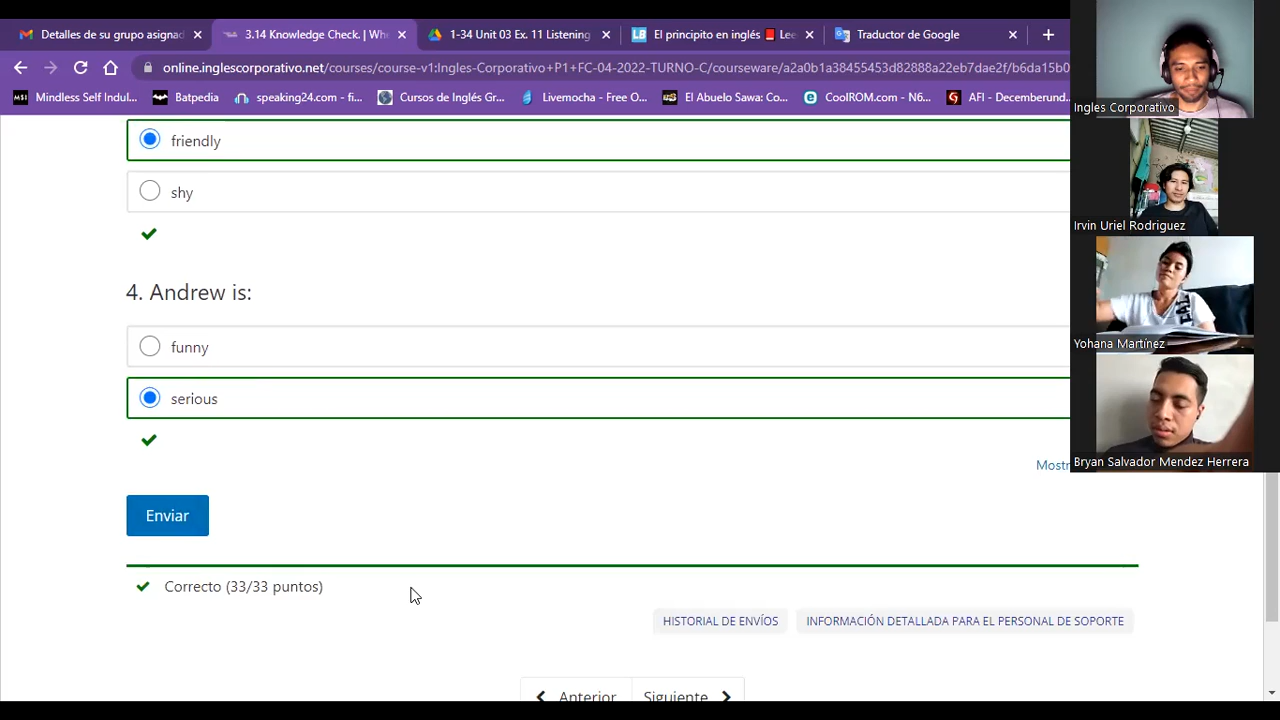 Detalles de su grupo asignad
3.14 Knowledge Check. | Whe
1-34 Unit 03 Ex. 11 Listening
El principito en inglés 📕 Lee
Traductor de Google
online.inglescorporativo.net/courses/course-v1:Ingles-Corporativo+P1+FC-04-2022-TURNO-C/courseware/a2a0b1a38455453d82888a22eb7dae2f/b6da15b0
Mindless Self Indul...
Batpedia
speaking24.com - fi...
Cursos de Inglés Gr...
Livemocha - Free O...
El Abuelo Sawa: Co...
CoolROM.com - N6...
AFI - Decemberund...
Ingles Corporativo
friendly
shy
Irvin Uriel Rodriguez
4. Andrew is:
funny
Yohana Martínez
serious
Mostr
Bryan Salvador Mendez Herrera
Enviar
Correcto (33/33 puntos)
HISTORIAL DE ENVÍOS
INFORMACIÓN DETALLADA PARA EL PERSONAL DE SOPORTE
Anterior
Siguiente